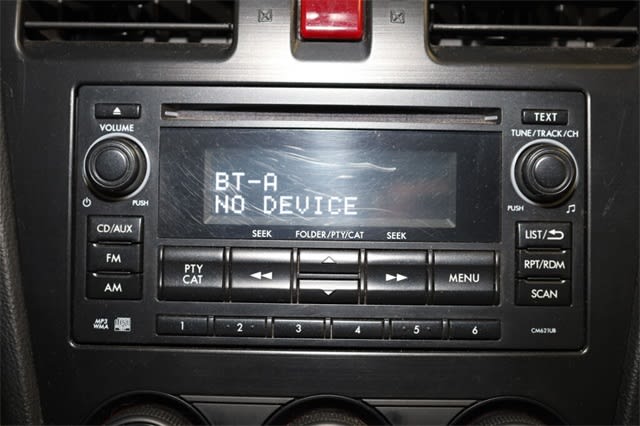 TEXT
VOLUME
TUNE/TRACK/CH
BT-A
NO DEVICE
PUSH
PUSH
SEEK FOLDER/PTY/CAT SEEK
CD/AUX
LIST/
FM
PTY
CAT
MENU
RPT/RDM
AM
SCAN
MP3
WMA
1 2 3 4 5 6
CM621UB